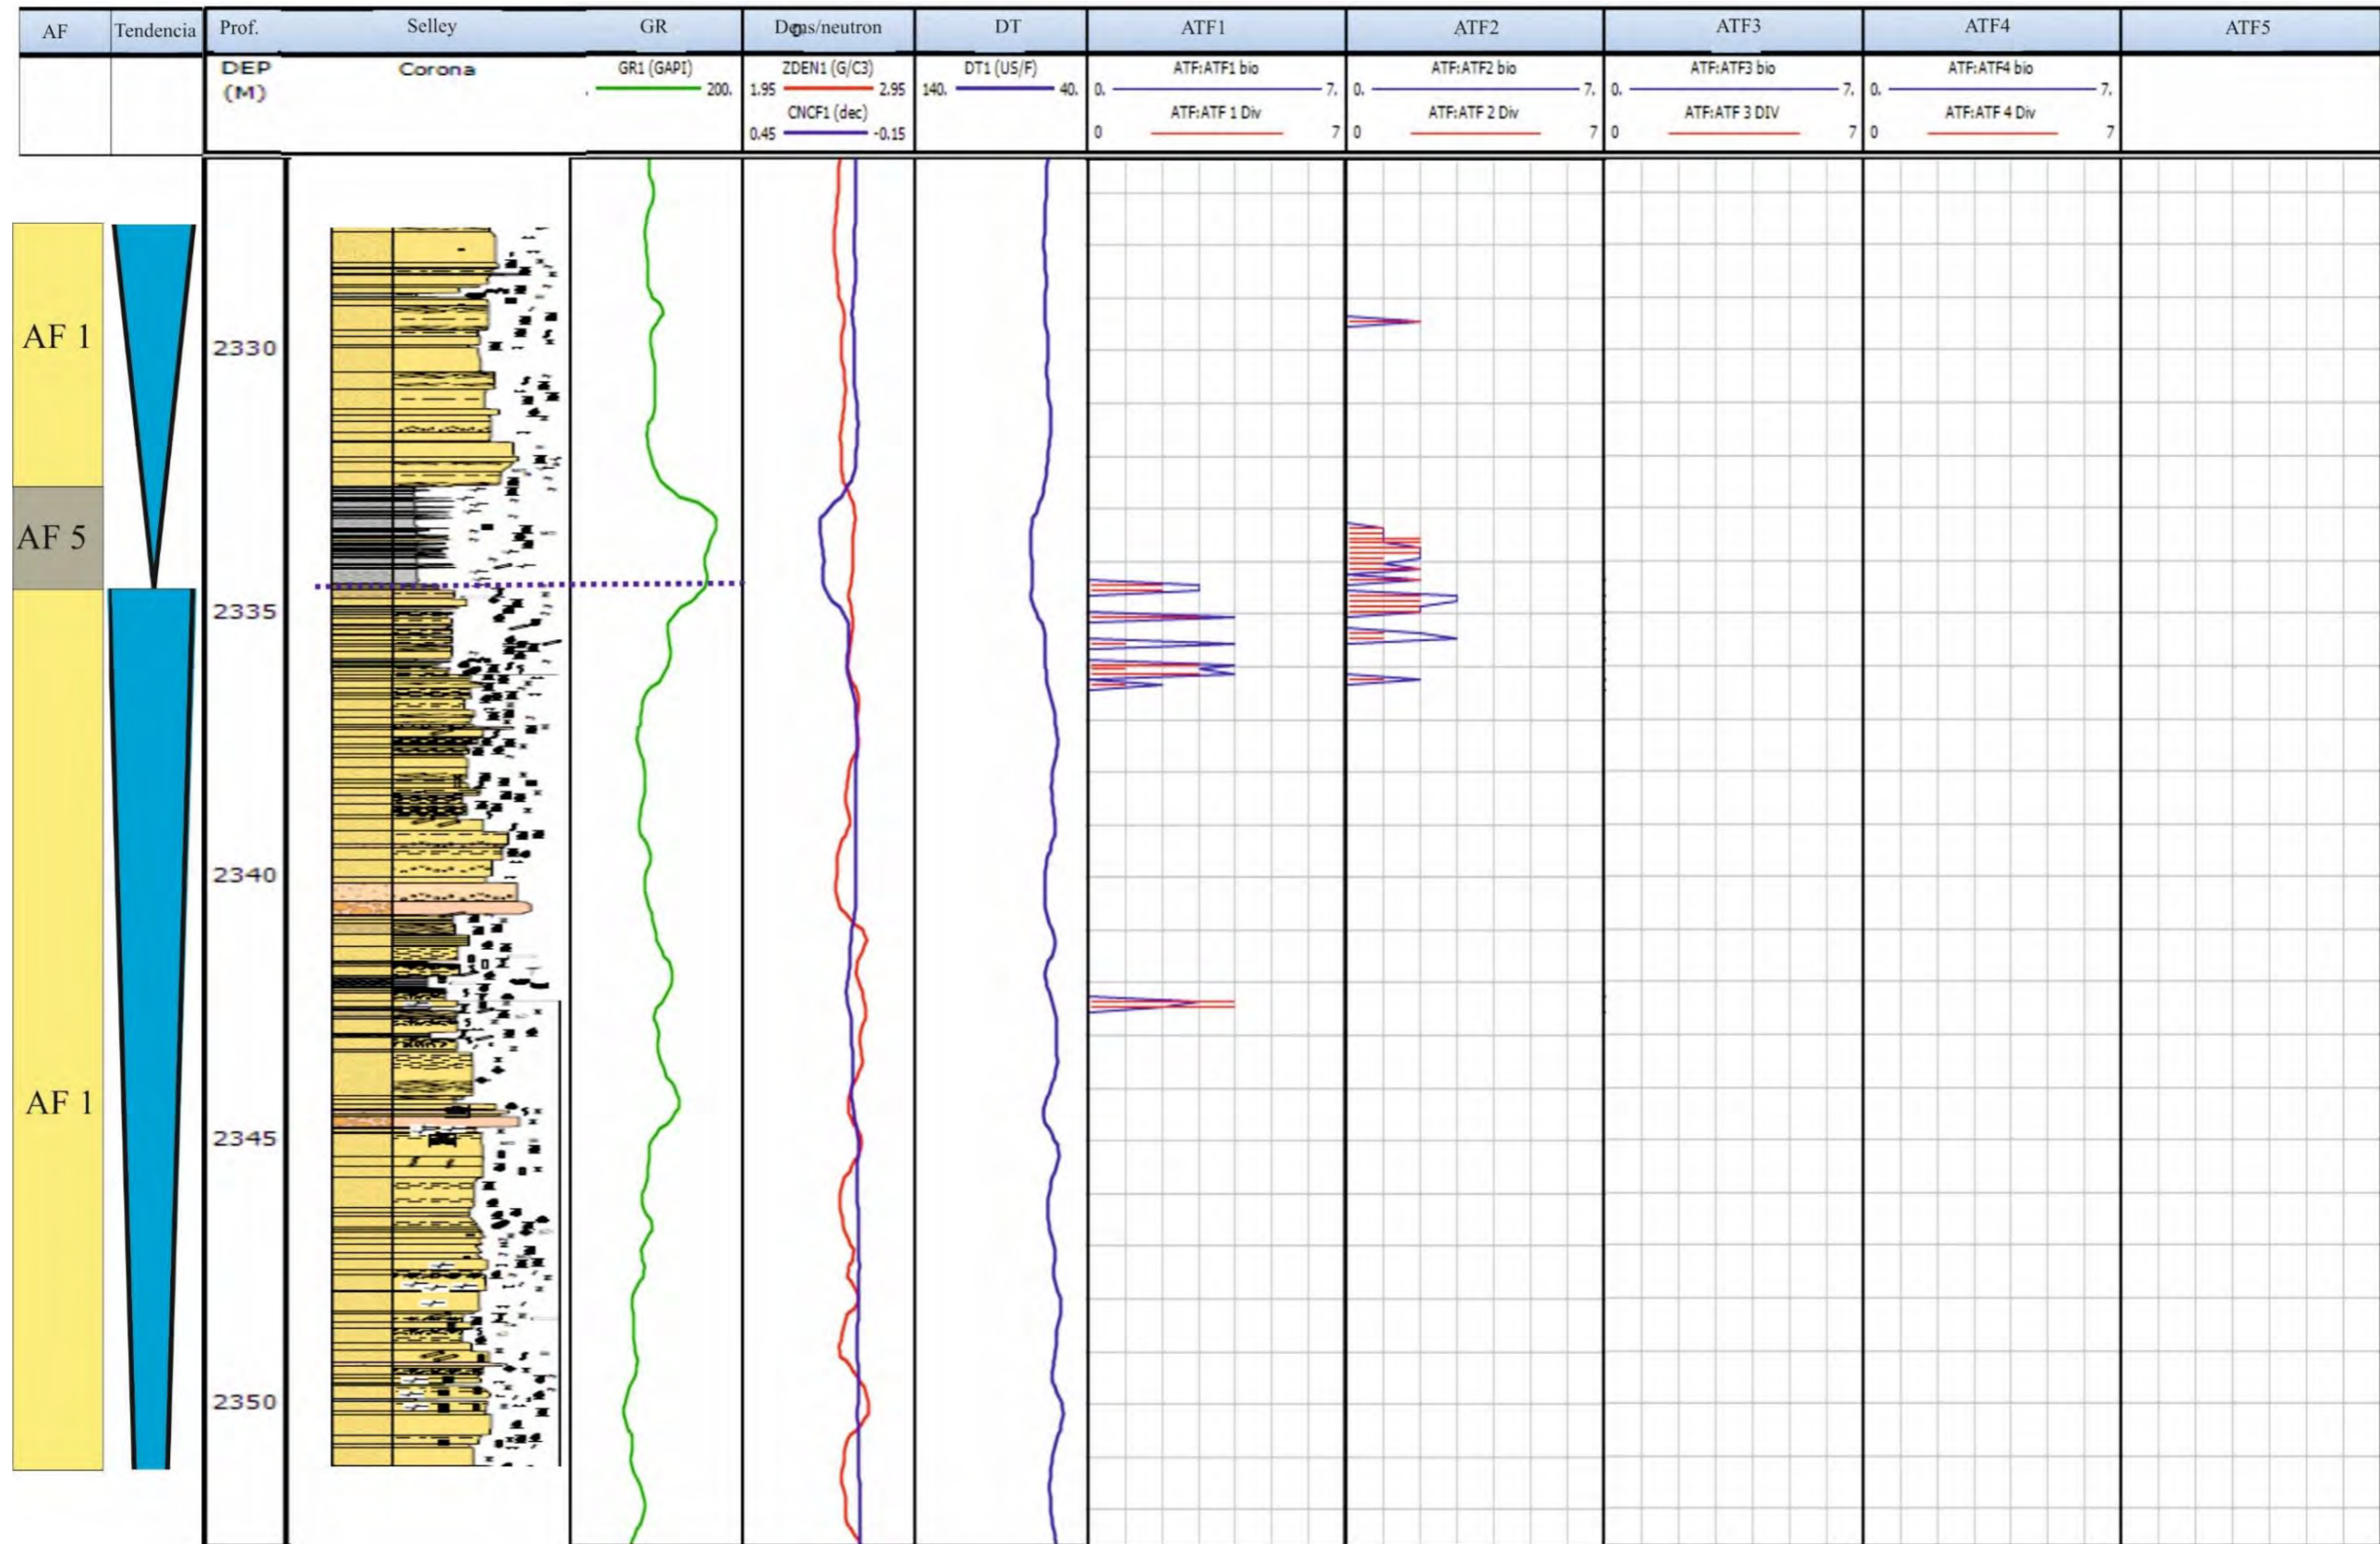 AF Tendencia Prof. Selley GR Dens/neutron DT ATF1 ATF2 ATF3 ATF4 ATF5
DEP
(M)
Corona
GR1 (GAPI)
200.
ZDEN1 (G/C3)
1.95 2.95
CNCF1 (dec)
0.45 -0.15
DT1 (US/F)
140. 40.
ATF:ATF1 bio
0. 7.
ATF:ATF 1 Div
0 7
ATF:ATF2 bio
0. 7.
ATF:ATF 2 Div
0 7
ATF:ATF3 bio
0. 7.
ATF:ATF 3 DIV
0 7
ATF:ATF4 bio
0. 7.
ATF:ATF 4 Div
0 7
AF 1
2330
AF 5
2335
2340
AF 1
2345
2350